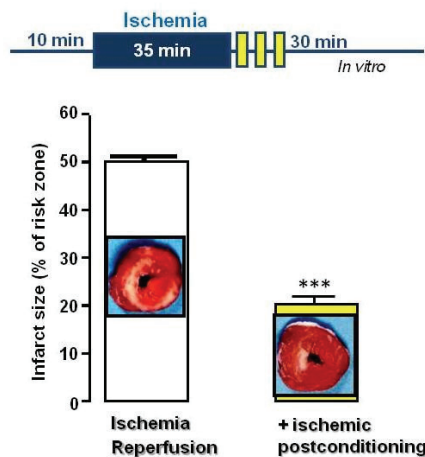 Ischemia
10 min
35 min
30 min
In vitro
Infarct size (% of risk zone)
60
50
40
30
20
10
0
***
Ischemia
Reperfusion
+ ischemic
postconditioning